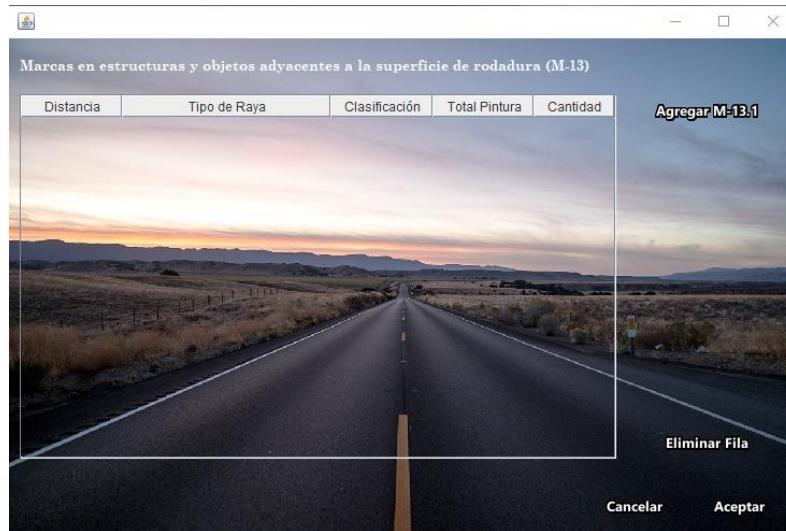 Marcas en estructuras y objetos adyacentes a la superficie de rodadura (M-13)
Distancia Tipo de Raya Clasificación Total Pintura Cantidad
Agregar M-13.1
Eliminar Fila
Cancelar Aceptar